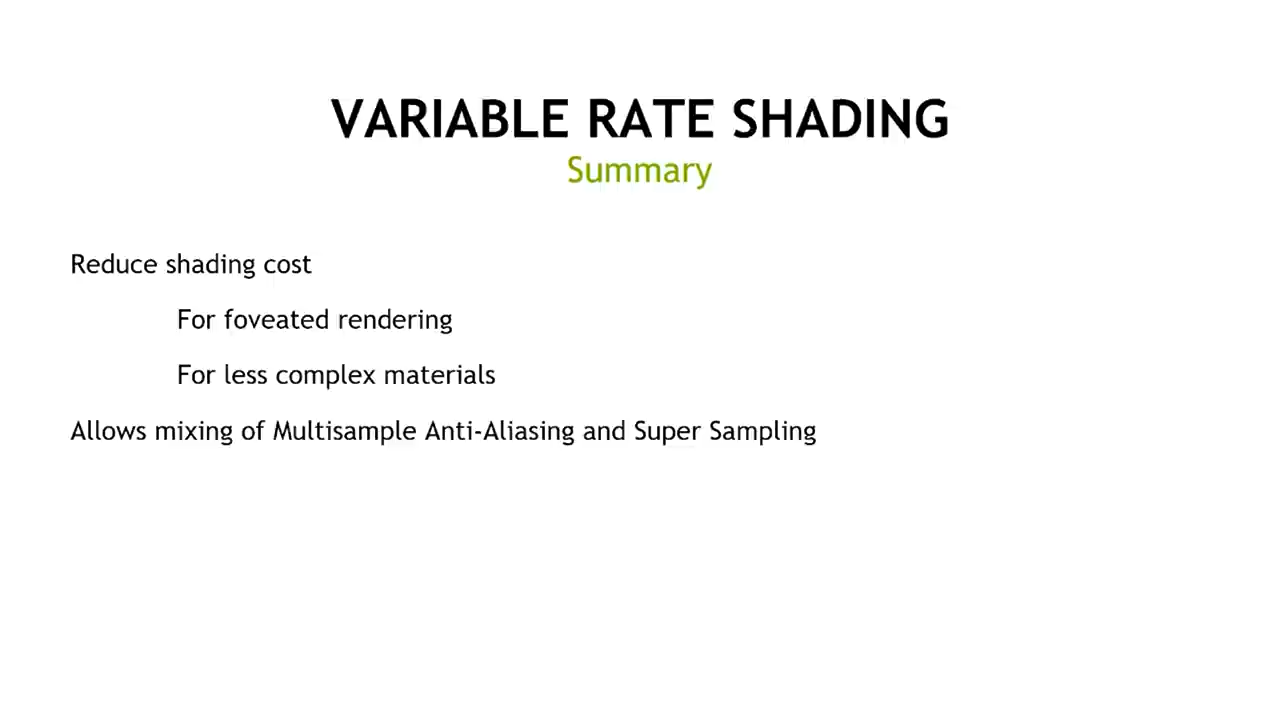 VARIABLE RATE SHADING
Summary
Reduce shading cost
For foveated rendering
For less complex materials
Allows mixing of Multisample Anti-Aliasing and Super Sampling